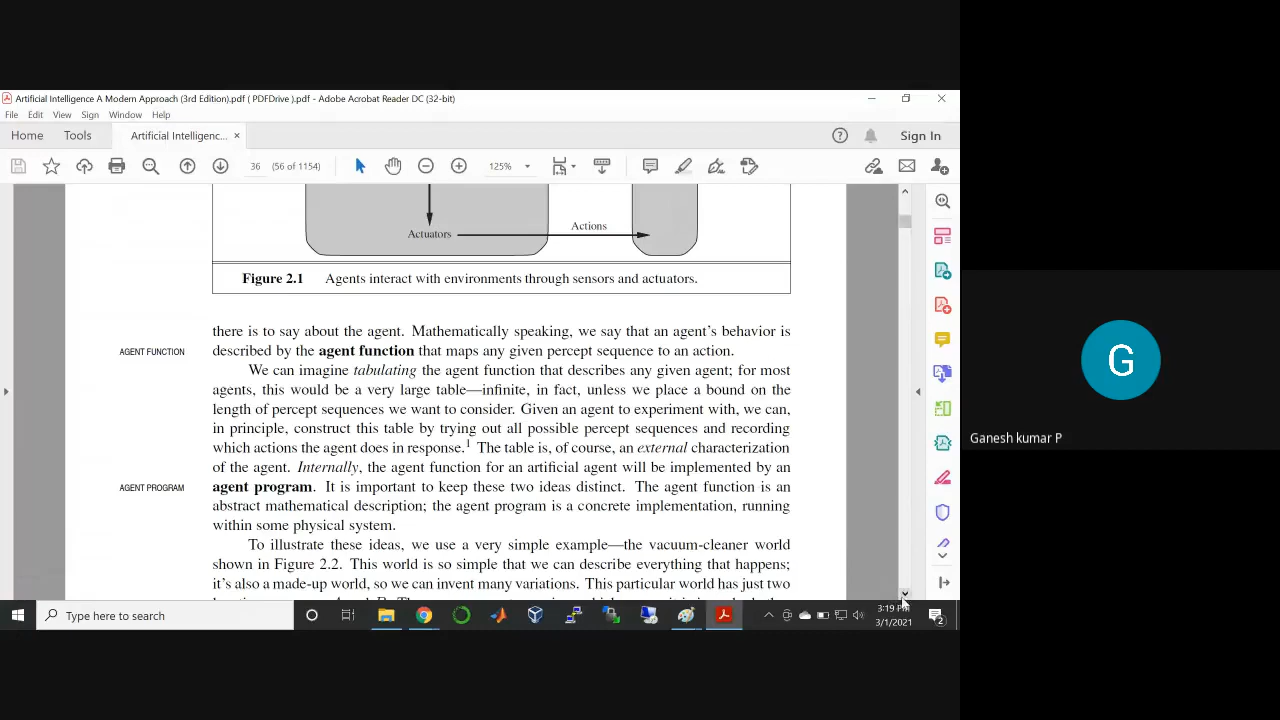 Artificial Intelligence A Modern Approach (3rd Edition).pdf ( PDFDrive ).pdf - Adobe Acrobat Reader DC (32-bit)
File Edit View Sign Window Help
Home Tools Artificial Intelligenc... × Sign In
36 (56 of 1154) 125%
Actuators Actions
Figure 2.1 Agents interact with environments through sensors and actuators.
there is to say about the agent. Mathematically speaking, we say that an agent's behavior is
AGENT FUNCTION described by the agent function that maps any given percept sequence to an action.
We can imagine tabulating the agent function that describes any given agent; for most
agents, this would be a very large table—infinite, in fact, unless we place a bound on the
length of percept sequences we want to consider. Given an agent to experiment with, we can,
in principle, construct this table by trying out all possible percept sequences and recording
which actions the agent does in response.1 The table is, of course, an external characterization
of the agent. Internally, the agent function for an artificial agent will be implemented by an
AGENT PROGRAM agent program. It is important to keep these two ideas distinct. The agent function is an
abstract mathematical description; the agent program is a concrete implementation, running
within some physical system.
To illustrate these ideas, we use a very simple example—the vacuum-cleaner world
shown in Figure 2.2. This world is so simple that we can describe everything that happens;
it's also a made-up world, so we can invent many variations. This particular world has just two
G
Ganesh kumar P
Type here to search
3:19 PM
3/1/2021
2